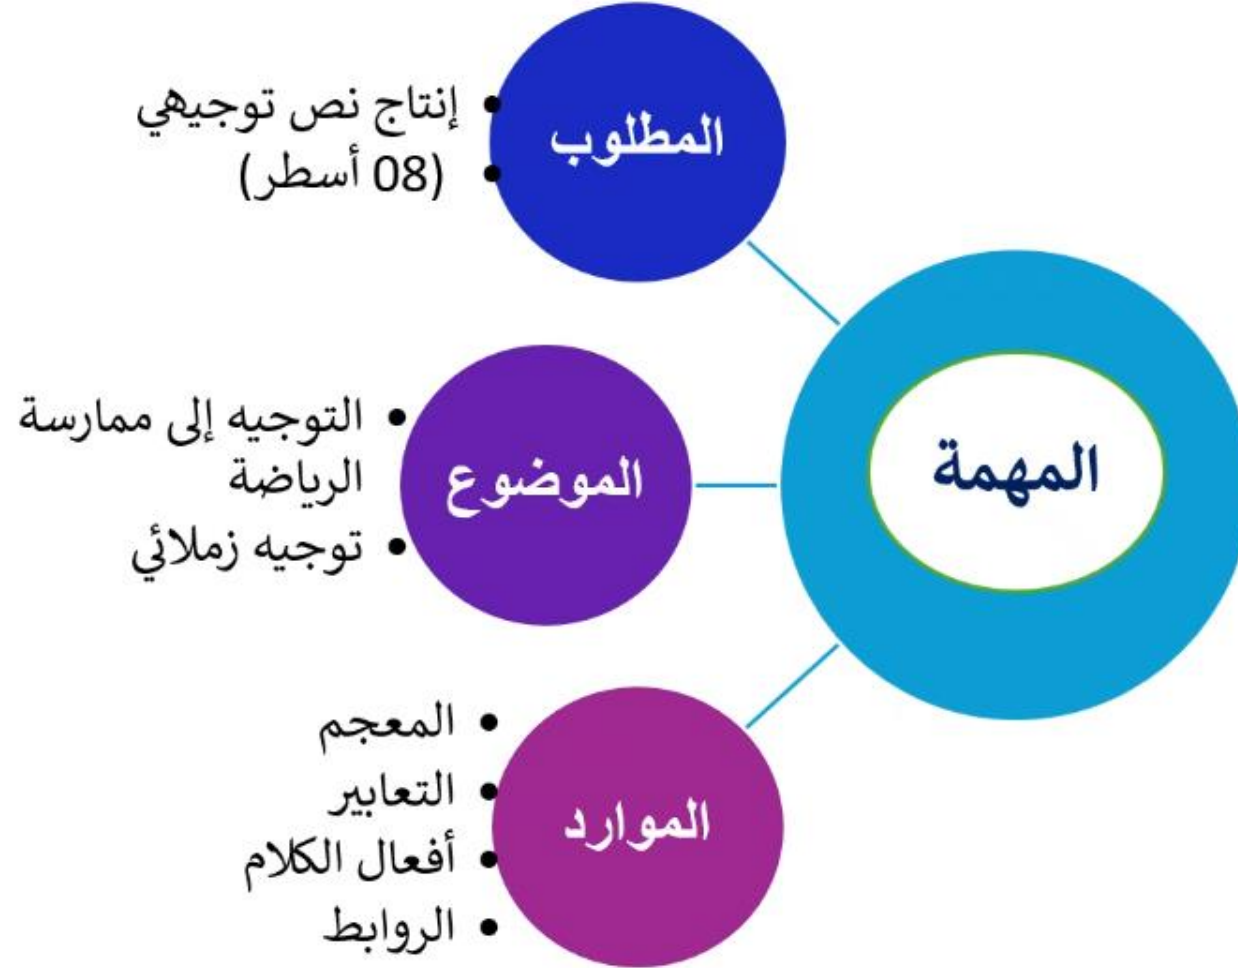 المهمة
المطلوب
• إنتاج نص توجيهي
• (08 أسطر)
الموضوع
• التوجيه إلى ممارسة
الرياضة
• توجيه زملائي
الموارد
• المعجم
• التعابير
• أفعال الكلام
• الروابط